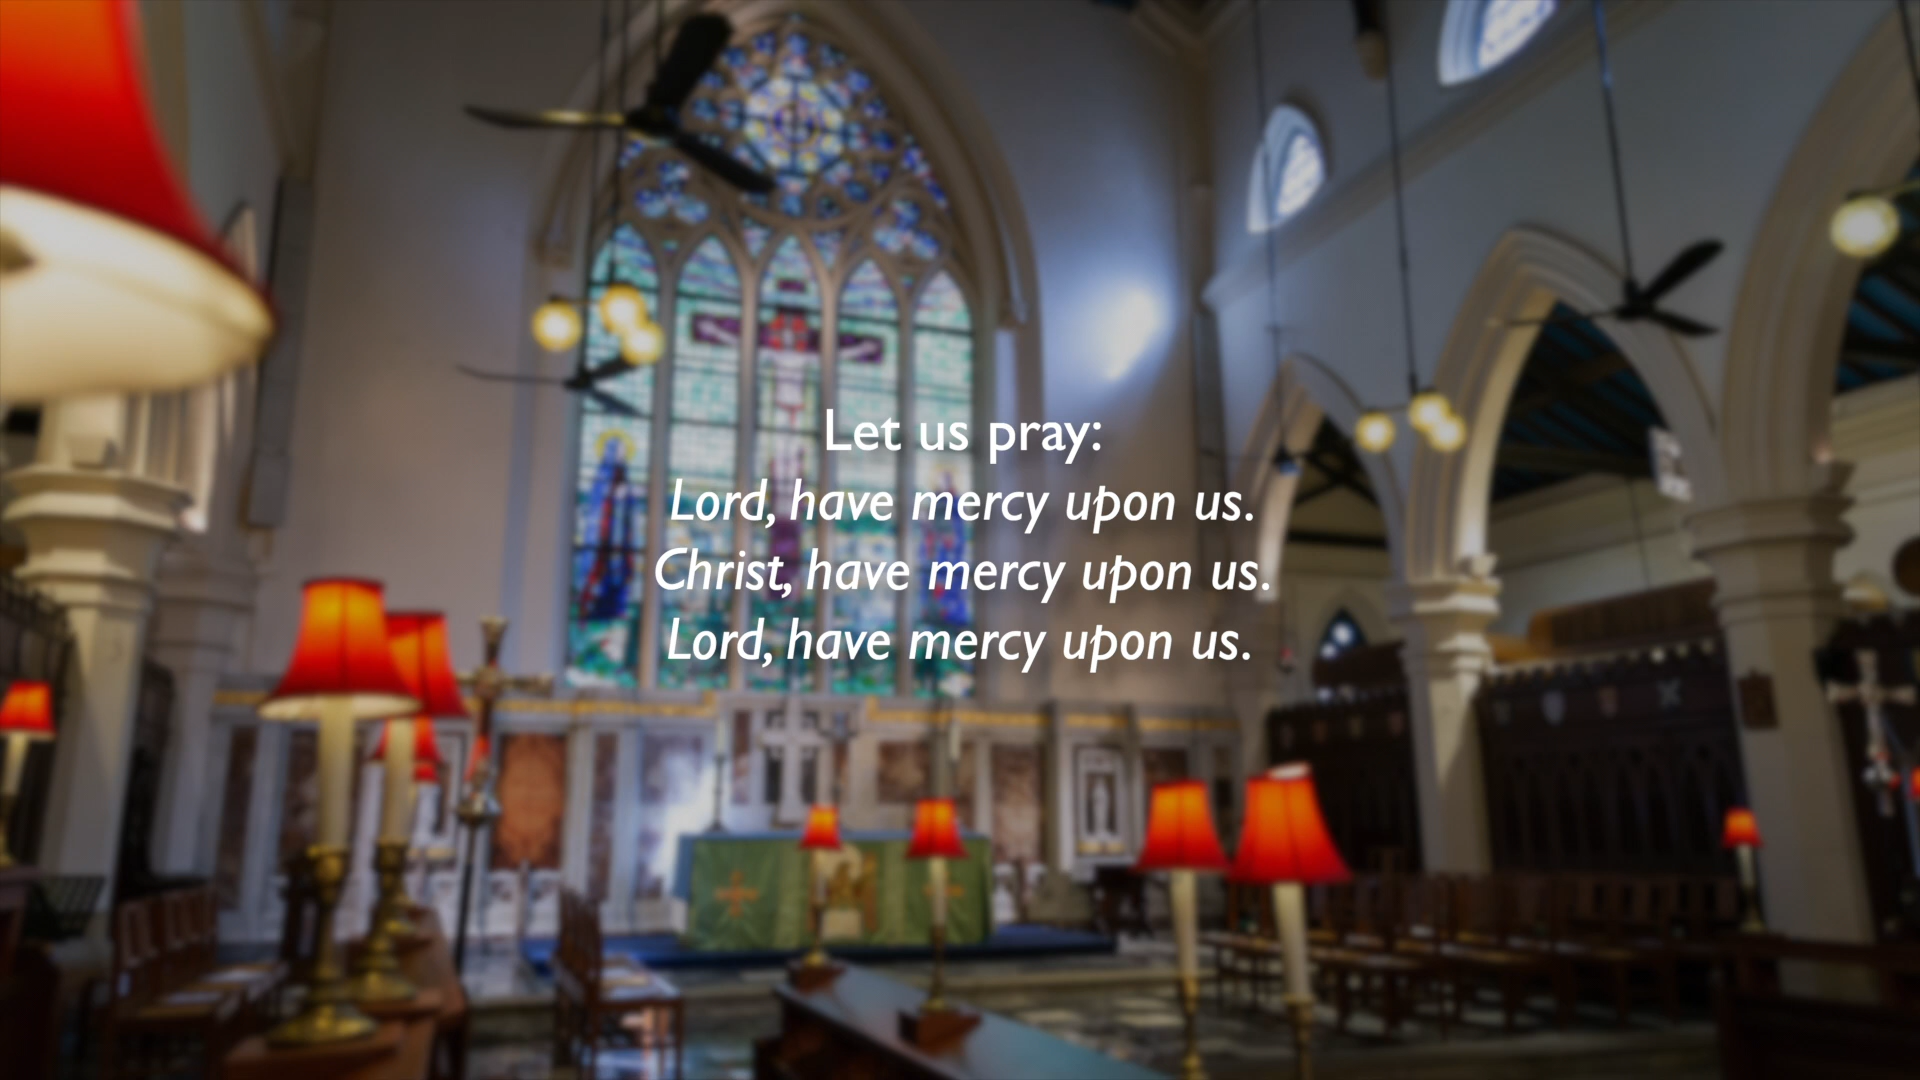 Let us pray:
Lord, have mercy upon us.
Christ, have mercy upon us.
Lord, have mercy upon us.